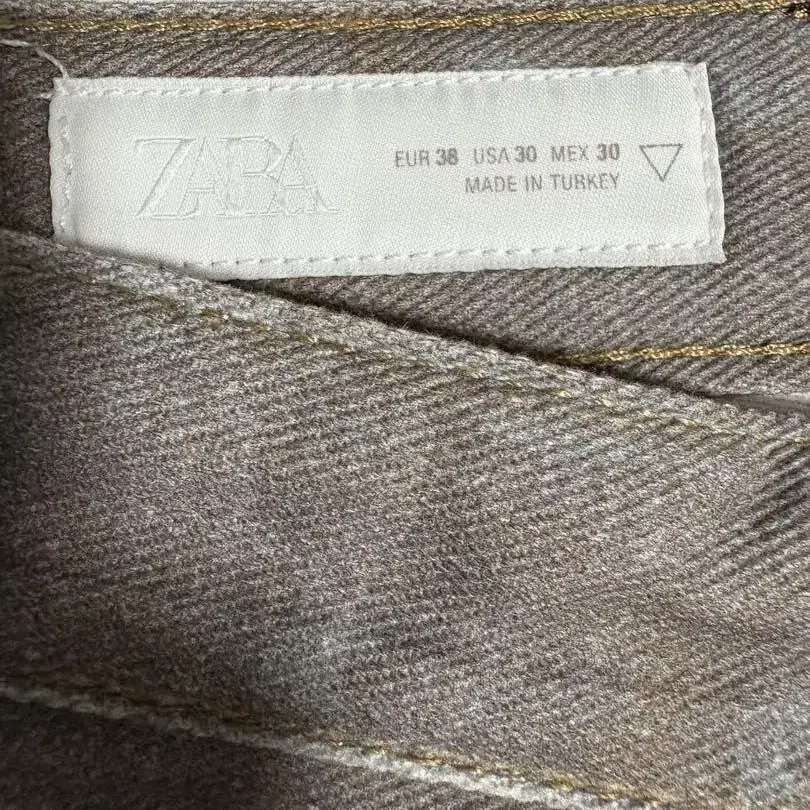 ZARA
EUR 38 USA 30 MEX 30
MADE IN TURKEY